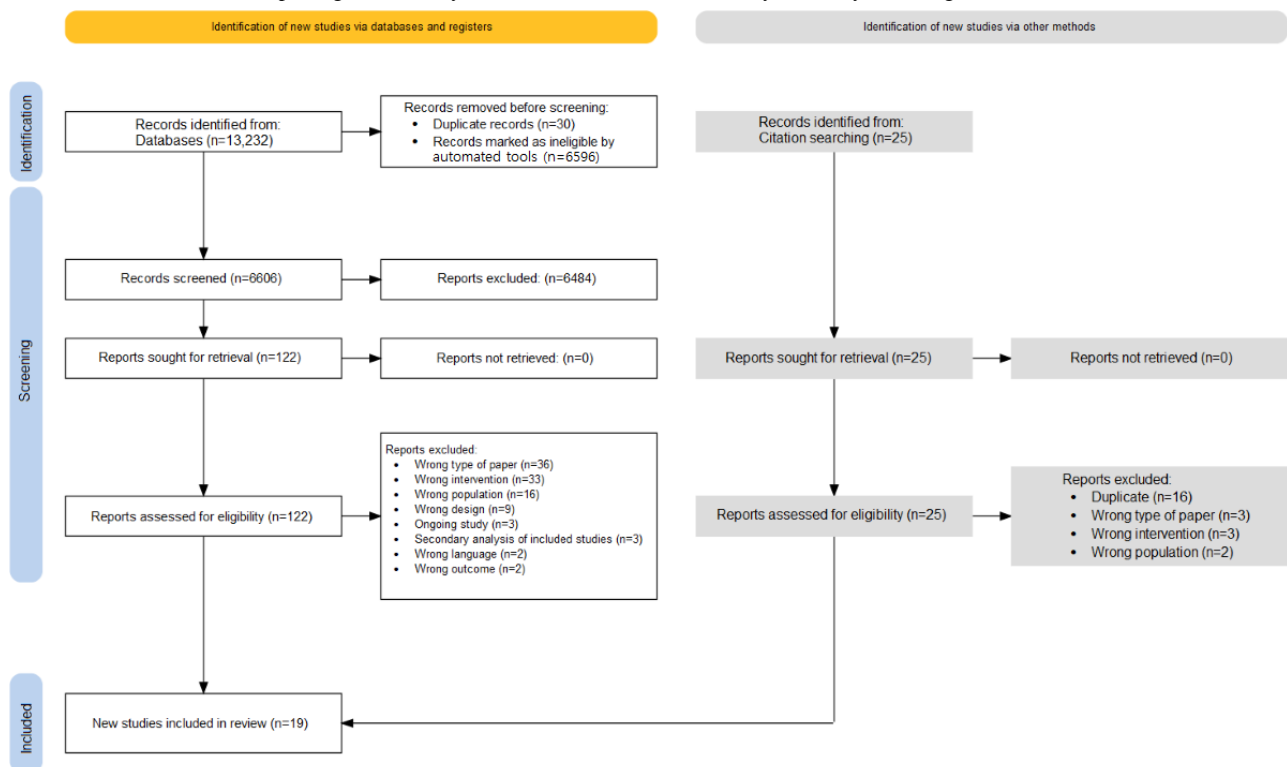 Identification of new studies via databases and registers
Identification of new studies via other methods
Identification
Records identified from:
Databases (n=13,232)
Records removed before screening:
• Duplicate records (n=30)
• Records marked as ineligible by
automated tools (n=6596)
Records identified from:
Citation searching (n=25)
Screening
Records screened (n=6606)
Reports excluded: (n=6484)
Reports sought for retrieval (n=122)
Reports not retrieved: (n=0)
Reports sought for retrieval (n=25)
Reports not retrieved (n=0)
Reports assessed for eligibility (n=122)
Reports excluded:
• Wrong type of paper (n=36)
• Wrong intervention (n=33)
• Wrong population (n=16)
• Wrong design (n=9)
• Ongoing study (n=3)
• Secondary analysis of included studies (n=3)
• Wrong language (n=2)
• Wrong outcome (n=2)
Reports assessed for eligibility (n=25)
Reports excluded:
• Duplicate (n=16)
• Wrong type of paper (n=3)
• Wrong intervention (n=3)
• Wrong population (n=2)
Included
New studies included in review (n=19)